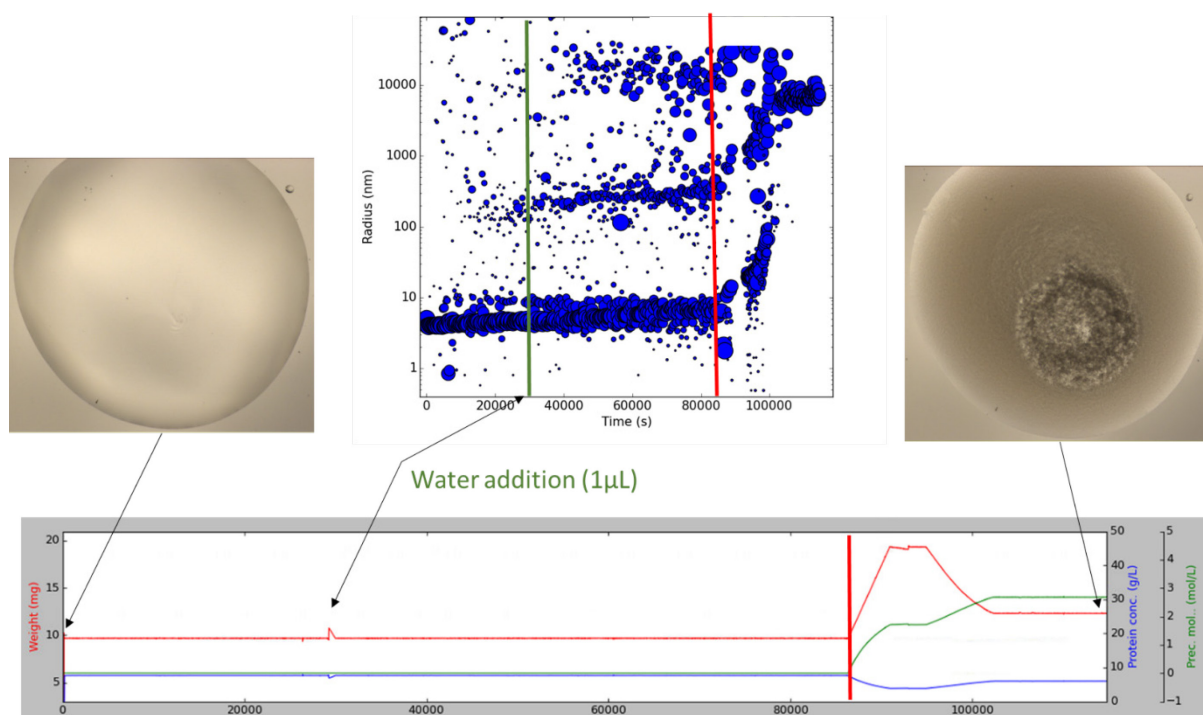 10000
1000
100
10
1
Radius (nm)
0 20000 40000 60000 80000 100000
Time (s)
Water addition (1µL)
20
15
10
5
Weight (mg)
50
40
30
20
10
0
Protein conc. (g/L)
5
4
3
2
1
0
−1
Prec. mol.. (mol/L)
0 20000 40000 60000 80000 100000